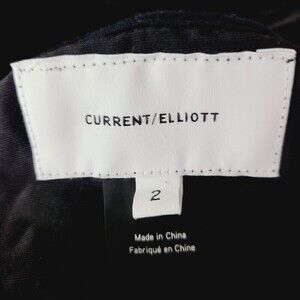 CURRENT/ELLIOTT
2
Made in China
Fabriqué en Chine